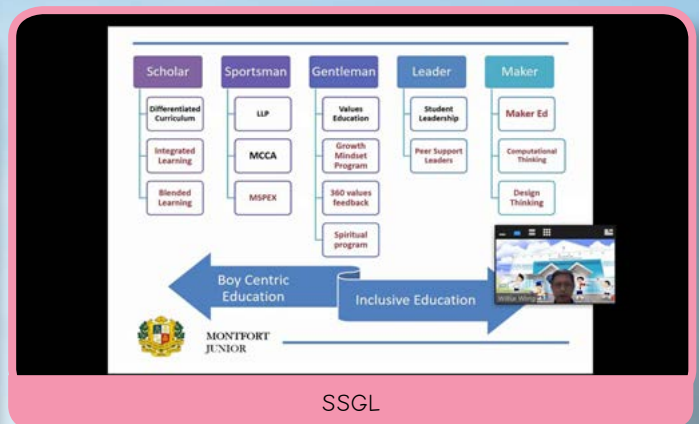 Scholar
Sportsman
Gentleman
Leader
Maker
Differentiated
Curriculum
Integrated
Learning
Blended
Learning
LLP
MCCA
MSPEX
Values
Education
Growth
Mindset
Program
360 values
feedback
Spiritual
program
Student
Leadership
Peer Support
Leaders
Maker Ed
Computational
Thinking
Design
Thinking
Boy Centric
Education
Inclusive Education
MONTFORT
JUNIOR
SSGL